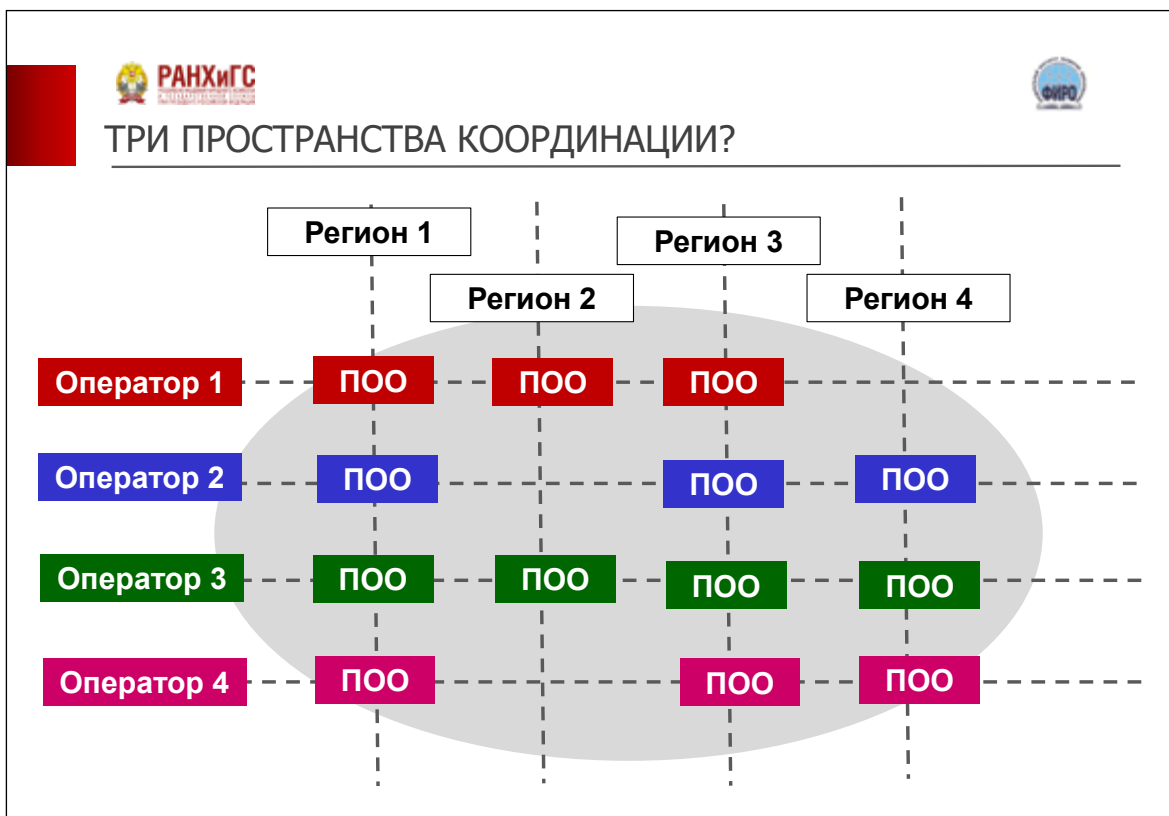 РАНХиГС
ФИРО
ТРИ ПРОСТРАНСТВА КООРДИНАЦИИ?
Регион 1
Регион 3
Регион 2
Регион 4
Оператор 1 ПОО ПОО ПОО
Оператор 2 ПОО ПОО ПОО
Оператор 3 ПОО ПОО ПОО ПОО
Оператор 4 ПОО ПОО ПОО